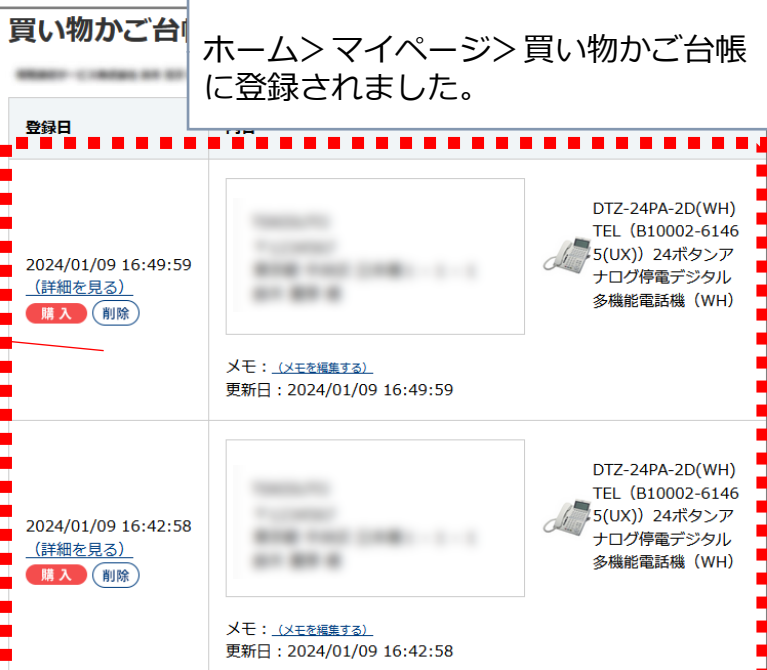 買い物かご台
ホーム＞マイページ＞買い物かご台帳
に登録されました。
登録日
2024/01/09 16:49:59
（詳細を見る）
購入
削除
DTZ-24PA-2D(WH)
TEL（B10002-6146
5(UX)）24ボタンア
ナログ停電デジタル
多機能電話機（WH）
メモ：（メモを編集する）
更新日：2024/01/09 16:49:59
2024/01/09 16:42:58
（詳細を見る）
購入
削除
DTZ-24PA-2D(WH)
TEL（B10002-6146
5(UX)）24ボタンア
ナログ停電デジタル
多機能電話機（WH）
メモ：（メモを編集する）
更新日：2024/01/09 16:42:58